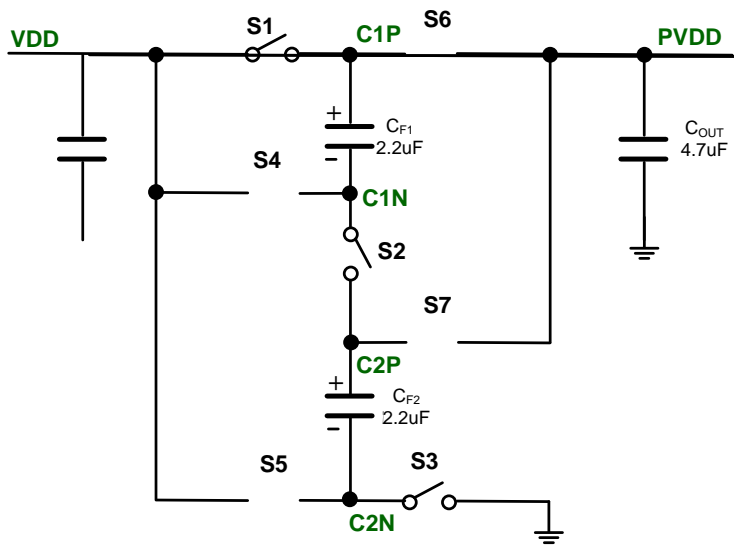 S1
C1P
S6
VDD
PVDD
+
CF1
2.2uF
-
COUT
4.7uF
S4
C1N
S2
S7
C2P
+
CF2
2.2uF
-
S5
S3
C2N